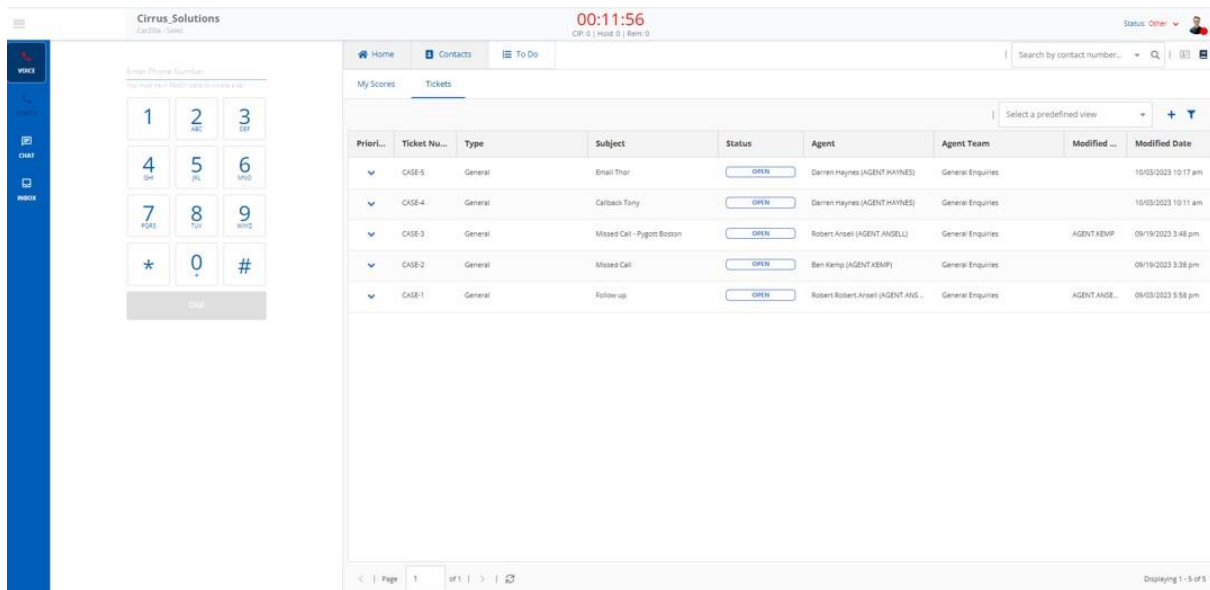 Cirrus_Solutions
00:11:56
CIP: 0 | Hold: 0 | Rem: 0
Status: Other
VOICE
CHAT
INBOX
Enter Phone Number
1
2 ABC
3 DEF
4 GHI
5 JKL
6 MNO
7 PQRS
8 TUV
9 WXYZ
*
0 +
#
Dial
Home Contacts To Do
Search by contact number...
My Scores Tickets
Select a predefined view
Priori... Ticket Nu... Type Subject Status Agent Agent Team Modified ... Modified Date
CASE-5 General Email Thor OPEN Darren Haynes (AGENT.HAYNES) General Enquiries 10/03/2023 10:17 am
CASE-4 General Callback Tony OPEN Darren Haynes (AGENT.HAYNES) General Enquiries 10/03/2023 10:11 am
CASE-3 General Missed Call - Pygott Boston OPEN Robert Ansell (AGENT.ANSELL) General Enquiries AGENT.KEMP 09/19/2023 3:48 pm
CASE-2 General Missed Call OPEN Ben Kemp (AGENT.KEMP) General Enquiries 09/19/2023 3:38 pm
CASE-1 General Follow up OPEN Robert Robert.Ansell (AGENT.ANS... General Enquiries AGENT.ANSE... 09/03/2023 5:58 pm
Page 1 of 1
Displaying 1 - 5 of 5